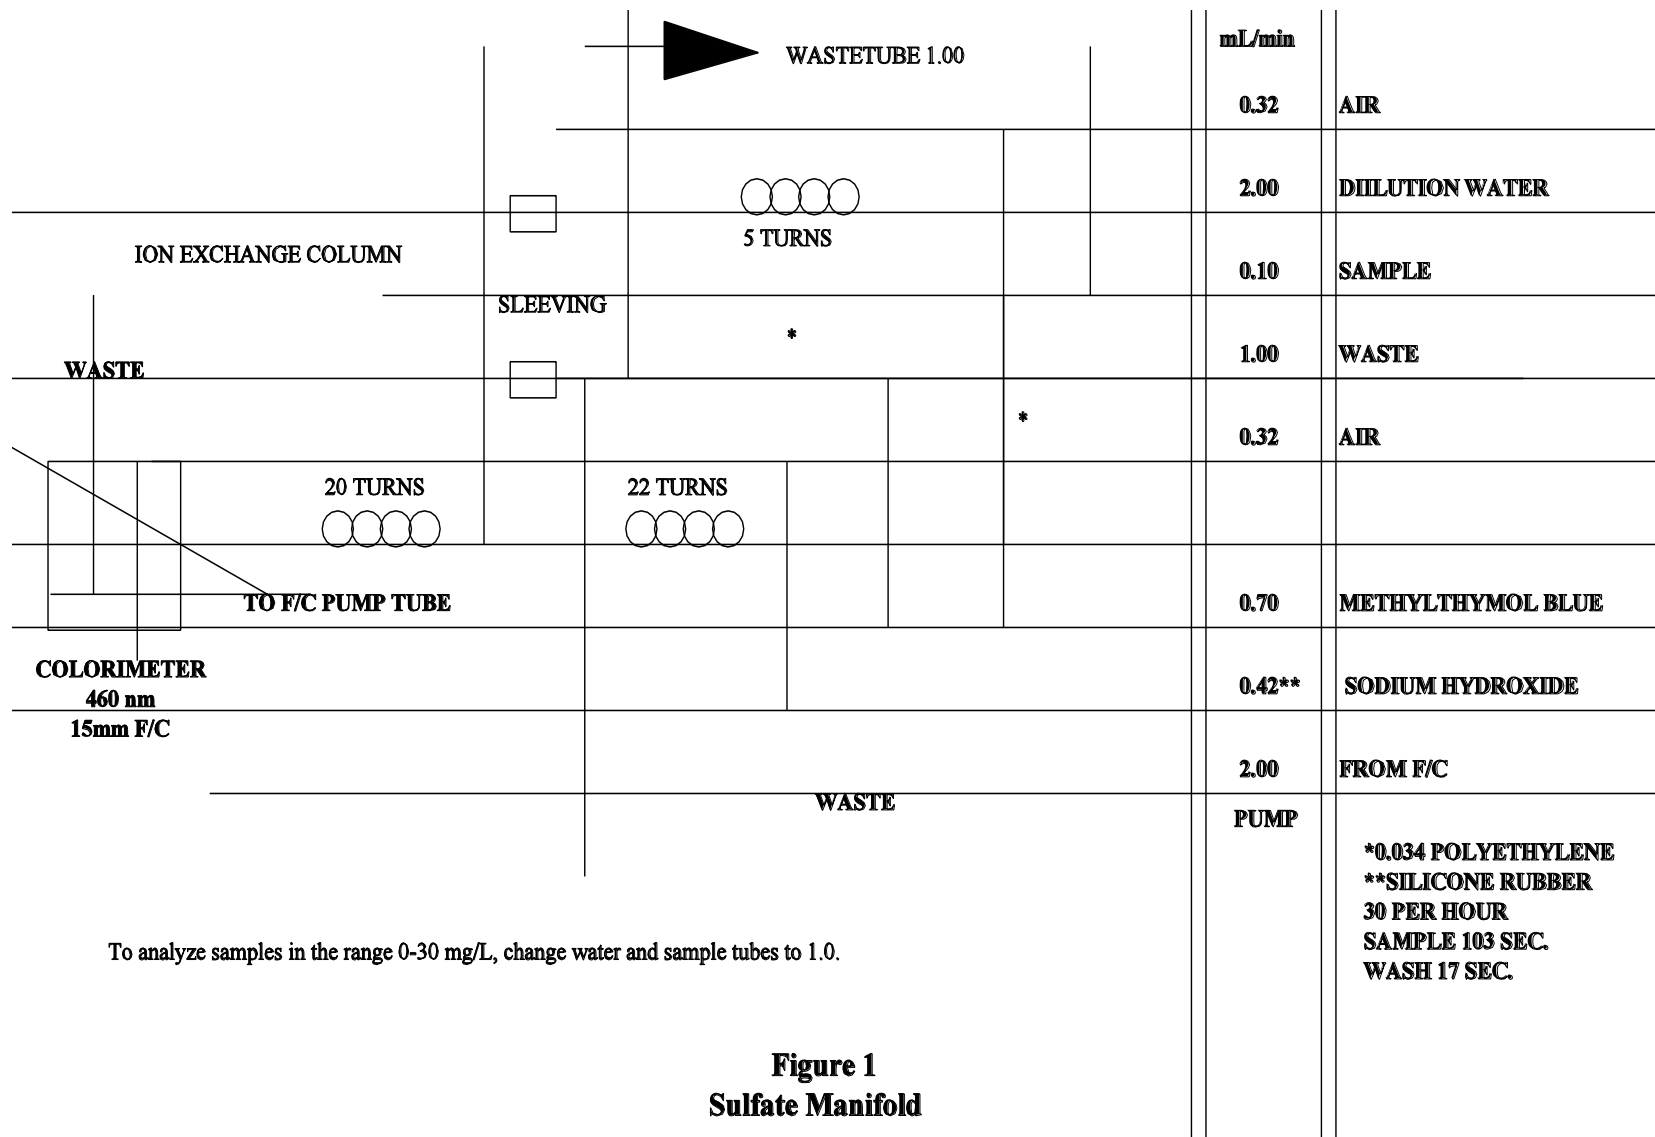 mL/min
WASTETUBE 1.00
0.32 AIR
2.00 DIILUTION WATER
5 TURNS
ION EXCHANGE COLUMN
0.10 SAMPLE
SLEEVING
*
1.00 WASTE
WASTE
*
0.32 AIR
20 TURNS 22 TURNS
TO F/C PUMP TUBE
0.70 METHYLTHYMOL BLUE
COLORIMETER
460 nm
15mm F/C
0.42** SODIUM HYDROXIDE
2.00 FROM F/C
WASTE
PUMP
*0.034 POLYETHYLENE
**SILICONE RUBBER
30 PER HOUR
SAMPLE 103 SEC.
WASH 17 SEC.
To analyze samples in the range 0-30 mg/L, change water and sample tubes to 1.0.
Figure 1
Sulfate Manifold